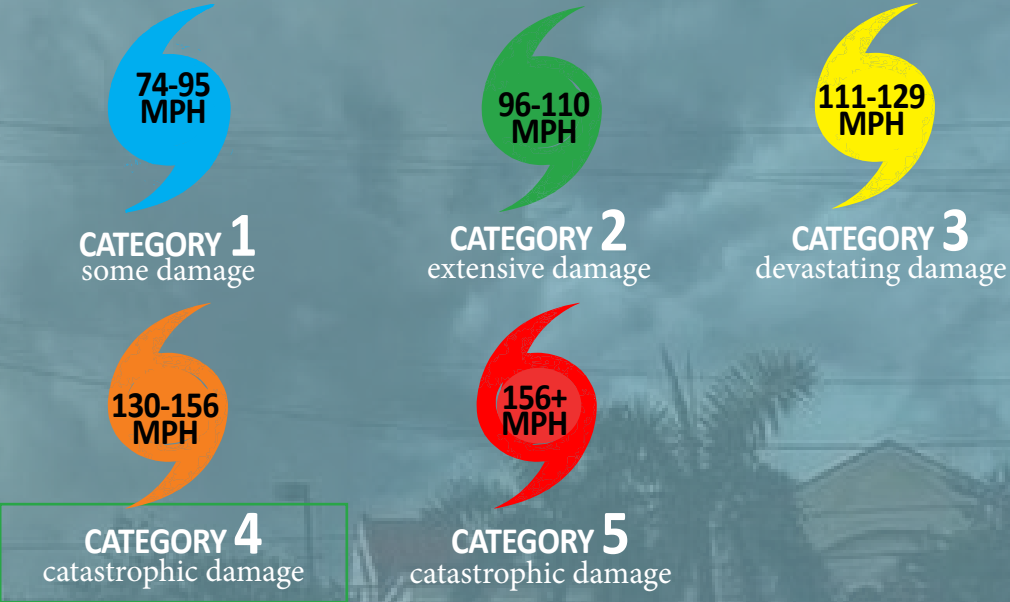 74-95
MPH
CATEGORY 1
some damage
96-110
MPH
CATEGORY 2
extensive damage
111-129
MPH
CATEGORY 3
devastating damage
130-156
MPH
CATEGORY 4
catastrophic damage
156+
MPH
CATEGORY 5
catastrophic damage